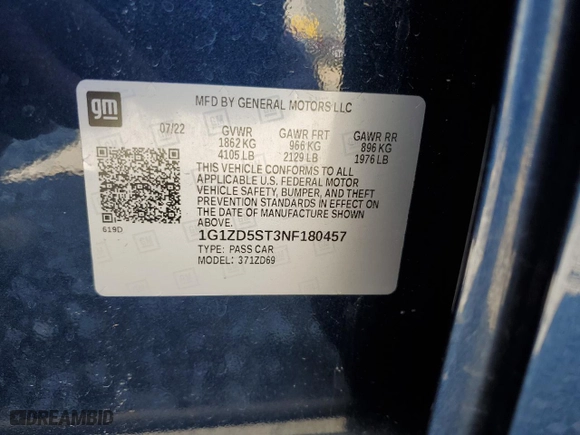 gm
MFD BY GENERAL MOTORS LLC
07/22 GVWR GAWR FRT GAWR RR
1862 KG 966 KG 896 KG
4105 LB 2129 LB 1976 LB
THIS VEHICLE CONFORMS TO ALL
APPLICABLE U.S. FEDERAL MOTOR
VEHICLE SAFETY, BUMPER, AND THEFT
PREVENTION STANDARDS IN EFFECT ON
THE DATE OF MANUFACTURE SHOWN
ABOVE.
619D
1G1ZD5ST3NF180457
TYPE: PASS CAR
MODEL: 371ZD69
DREAMBID